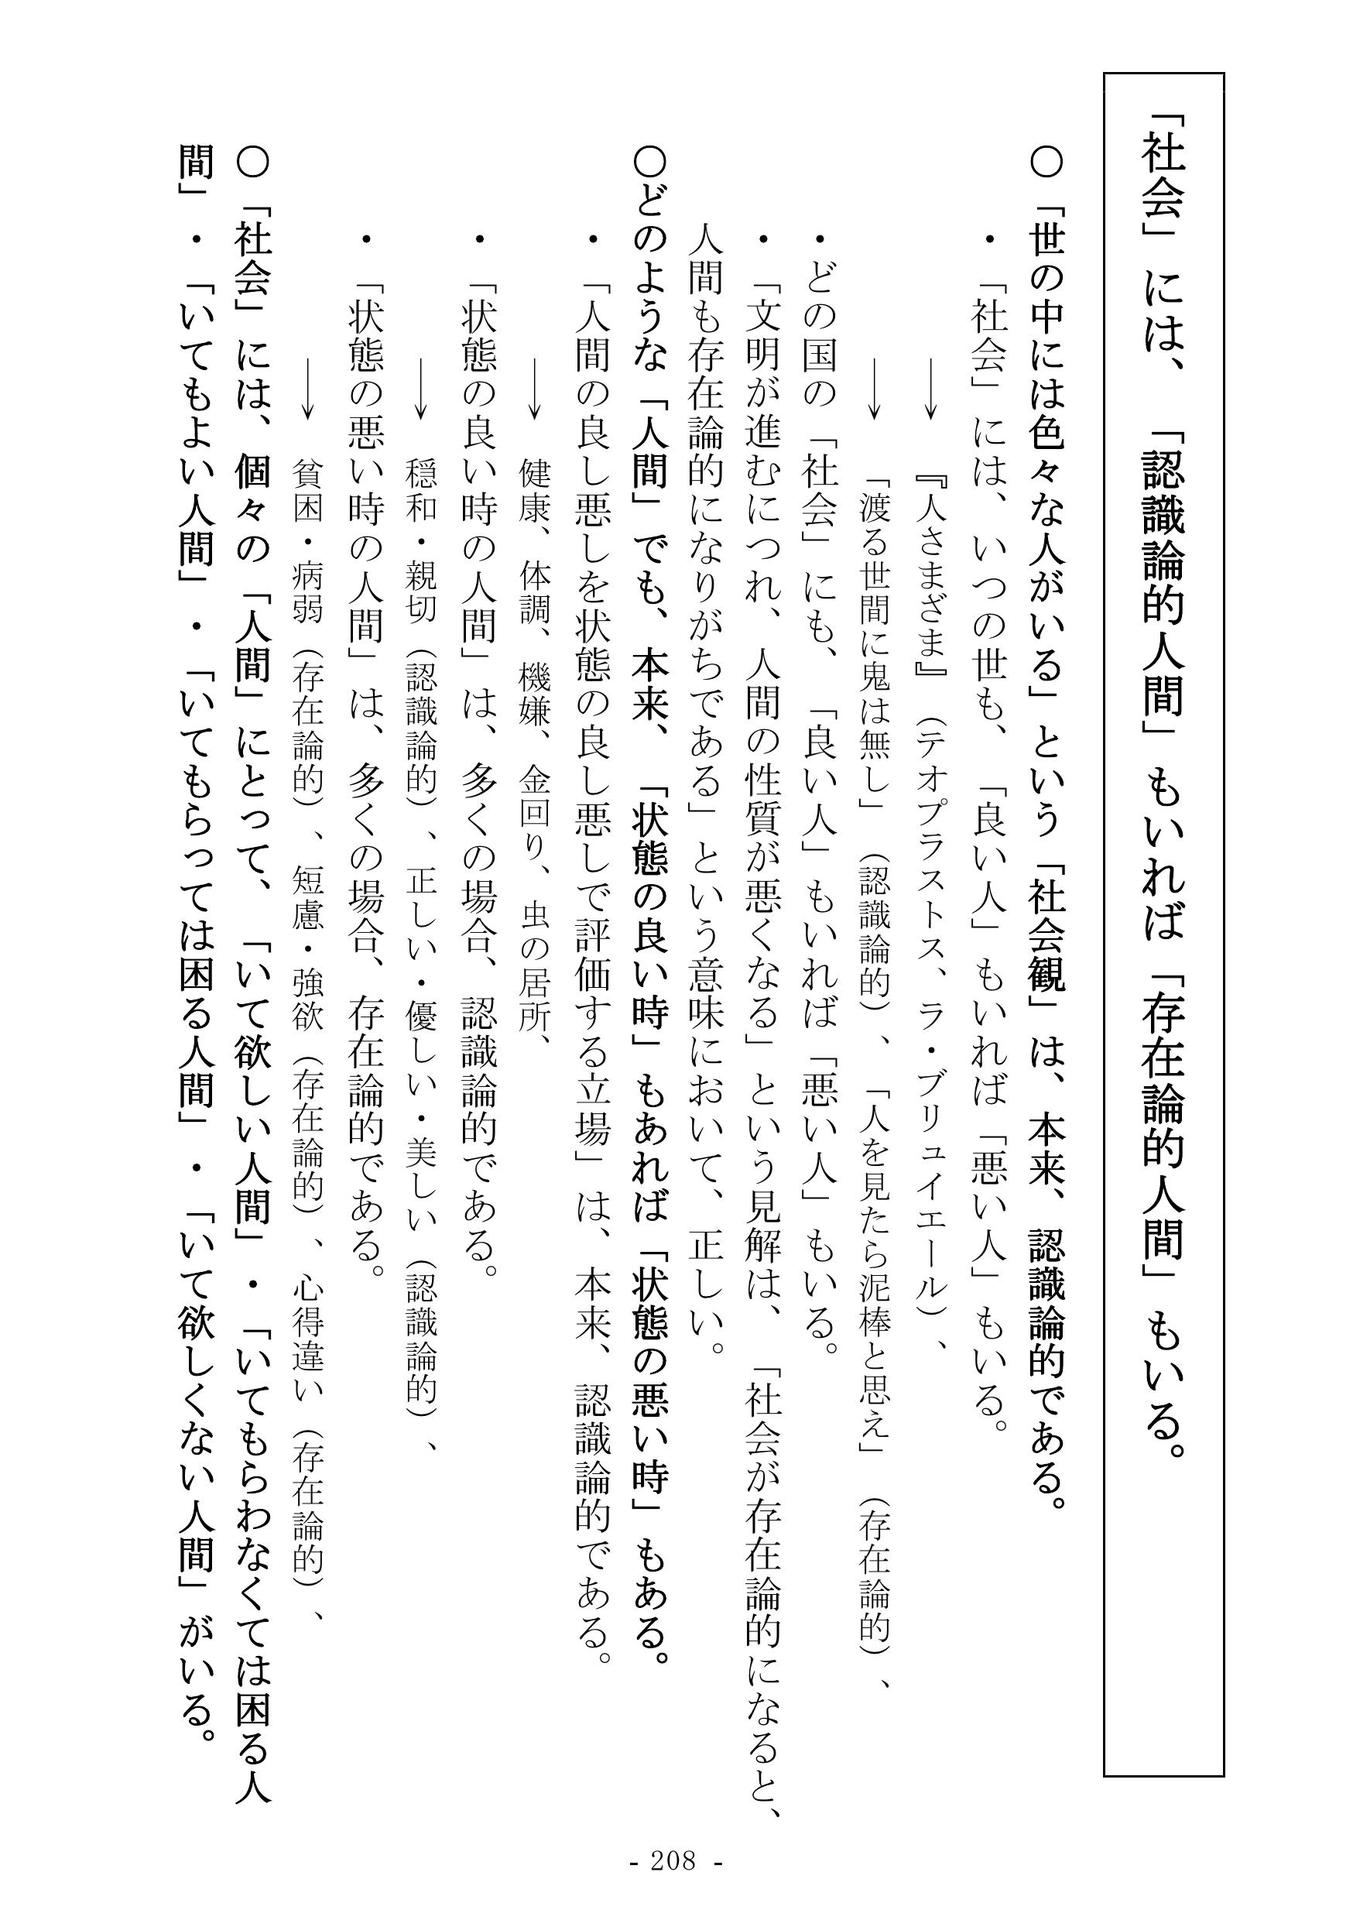 「社会」には、「認識論的人間」もいれば「存在論的人間」もいる。
○「世の中には色々な人がいる」という「社会観」は、本来、認識論的である。
・「社会」には、いつの世も、「良い人」もいれば「悪い人」もいる。
→『人さまざま』（テオプラストス、ラ・ブリュイエール）、
→「渡る世間に鬼は無し」（認識論的）、「人を見たら泥棒と思え」（存在論的）、
・どの国の「社会」にも、「良い人」もいれば「悪い人」もいる。
・「文明が進むにつれ、人間の性質が悪くなる」という見解は、「社会が存在論的になると、
人間も存在論的になりがちである」という意味において、正しい。
○どのような「人間」でも、本来、「状態の良い時」もあれば「状態の悪い時」もある。
・「人間の良し悪しを状態の良し悪しで評価する立場」は、本来、認識論的である。
→健康、体調、機嫌、金回り、虫の居所、
・「状態の良い時の人間」は、多くの場合、認識論的である。
→穏和・親切（認識論的）、正しい・優しい・美しい（認識論的）、
・「状態の悪い時の人間」は、多くの場合、存在論的である。
→貧困・病弱（存在論的）、短慮・強欲（存在論的）、心得違い（存在論的）、
○「社会」には、個々の「人間」にとって、「いて欲しい人間」・「いてもらわなくては困る人
間」・「いてもよい人間」・「いてもらっては困る人間」・「いて欲しくない人間」がいる。
- 208 -